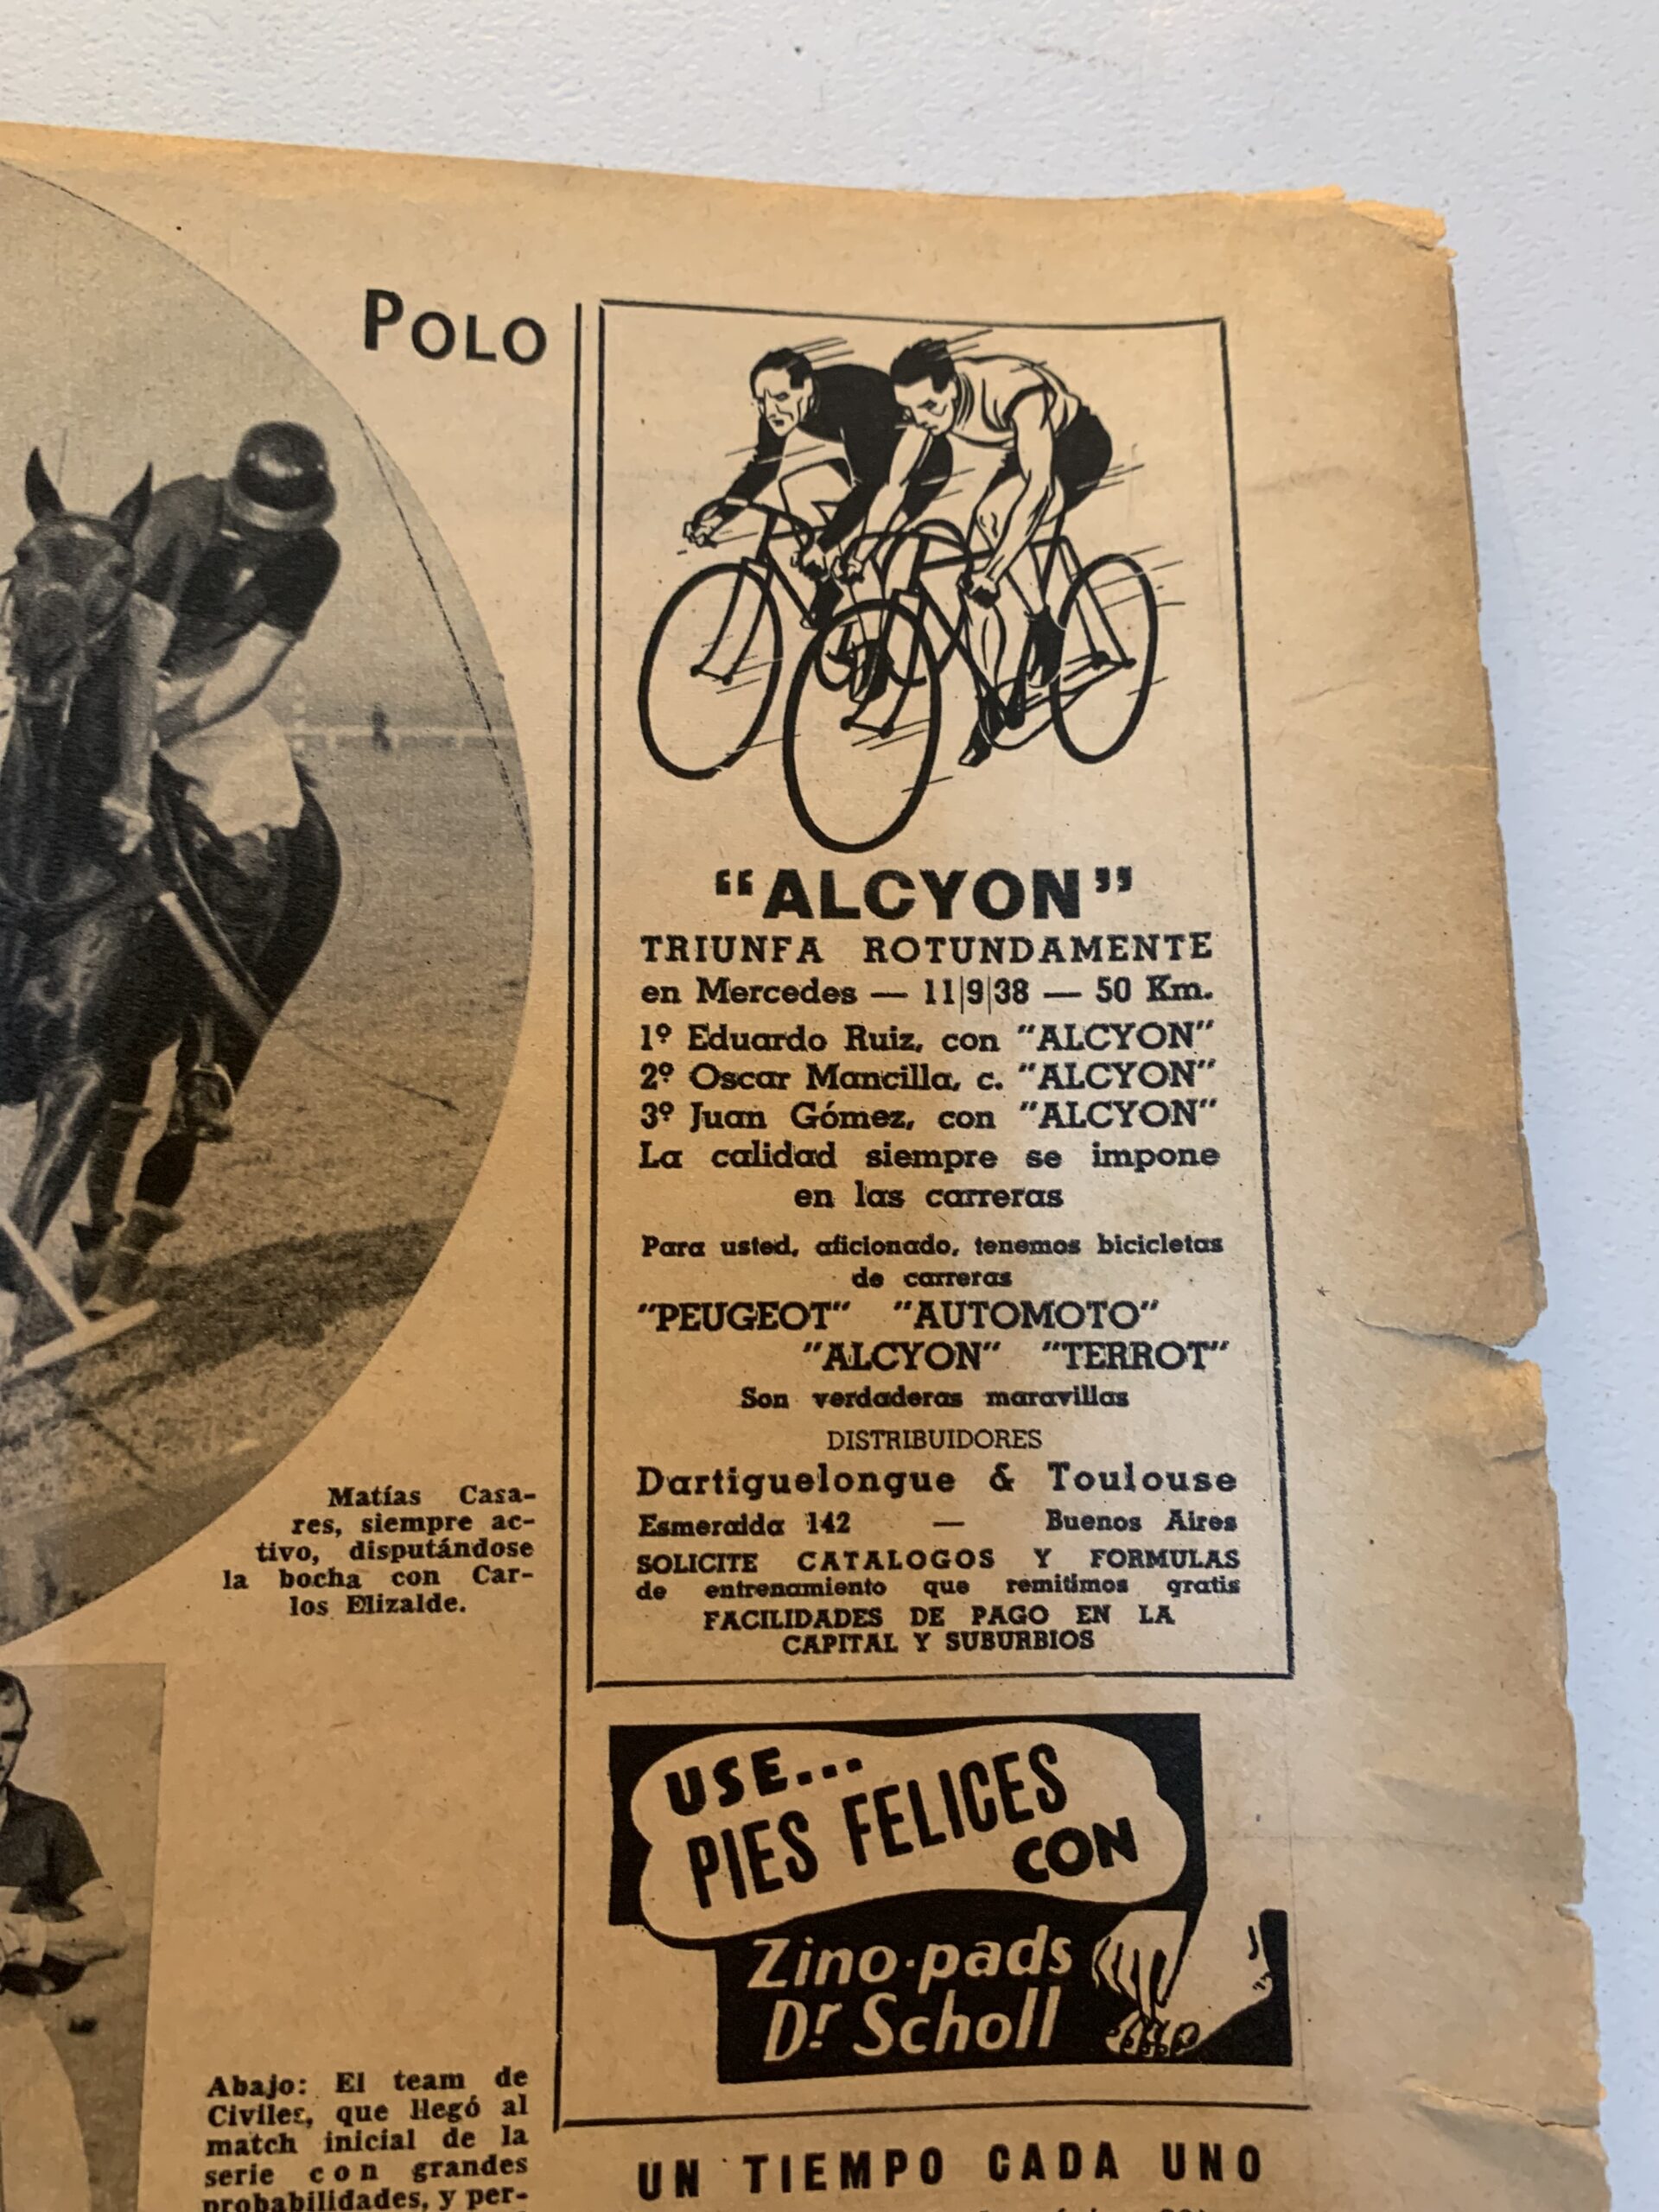 POLO
Matías Casa-
res, siempre ac-
tivo, disputándose
la bocha con Car-
los Elizalde.
Abajo: El team de
Civiles, que llegó al
match inicial de la
serie con grandes
probabilidades, y per-
"ALCYON"
TRIUNFA ROTUNDAMENTE
en Mercedes — 11|9|38 — 50 Km.
1º Eduardo Ruiz, con "ALCYON"
2º Oscar Mancilla, c. "ALCYON"
3º Juan Gómez, con "ALCYON"
La calidad siempre se impone
en las carreras
Para usted, aficionado, tenemos bicicletas
de carreras
"PEUGEOT" "AUTOMOTO"
"ALCYON" "TERROT"
Son verdaderas maravillas
DISTRIBUIDORES
Dartiguelongue & Toulouse
Esmeralda 142 — Buenos Aires
SOLICITE CATALOGOS Y FORMULAS
de entrenamiento que remitimos gratis
FACILIDADES DE PAGO EN LA
CAPITAL Y SUBURBIOS
USE...
PIES FELICES
CON
Zino-pads
Dr Scholl
UN TIEMPO CADA UNO